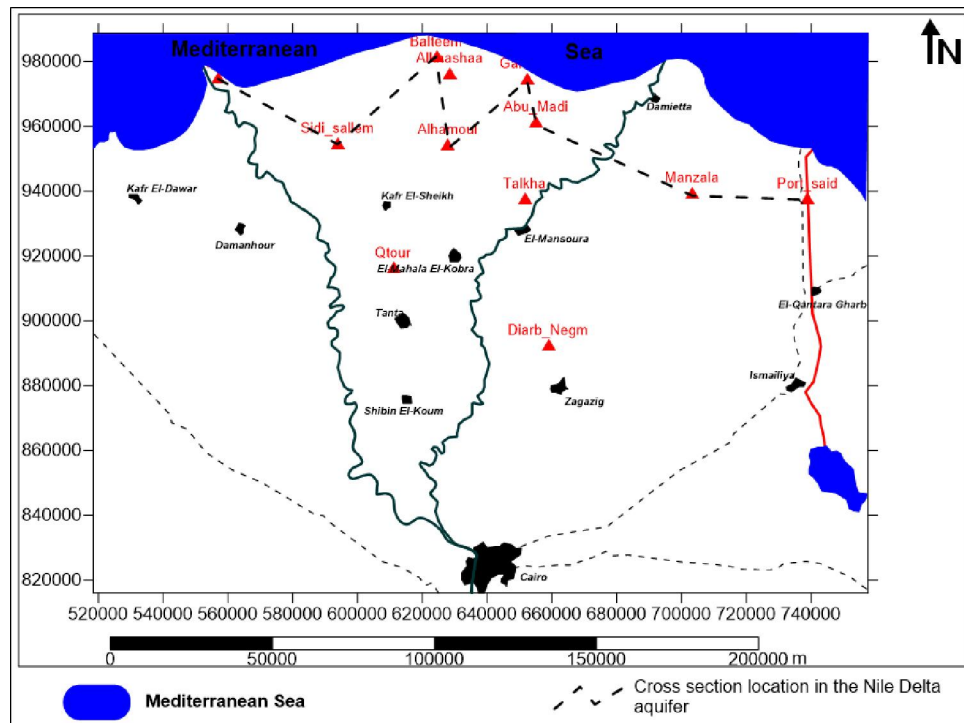 Mediterranean Sea
N
Balteem
Sidi_sallem
Alhamoul
Abu_Madi
Damietta
Kafr El-Dawar
Kafr El-Sheikh
Talkha
Manzala
Port_said
Damanhour
El-Mansoura
Qtour
El-Mahala El-Kobra
El-Qantara Gharb
Tanta
Diarb_Negm
Shibin El-Koum
Zagazig
Ismailiya
Cairo
980000
960000
940000
920000
900000
880000
860000
840000
820000
520000 540000 560000 580000 600000 620000 640000 660000 680000 700000 720000 740000
0 50000 100000 150000 200000 m
Mediterranean Sea
Cross section location in the Nile Delta
aquifer